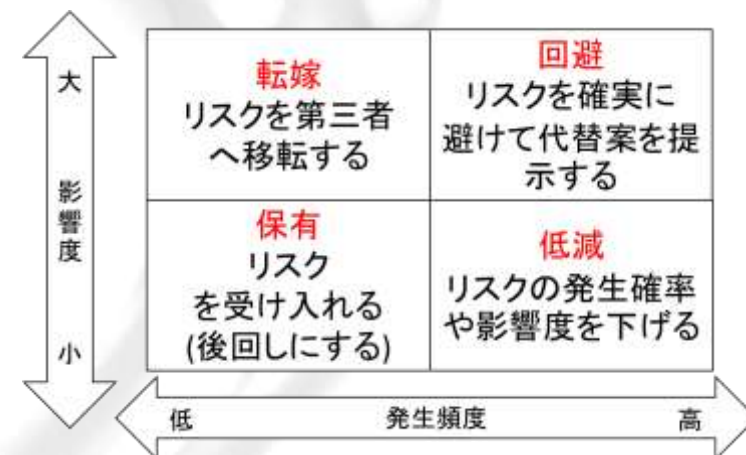 大
影響度
小
転嫁
リスクを第三者
へ移転する
回避
リスクを確実に
避けて代替案を提
示する
保有
リスク
を受け入れる
(後回しにする)
低減
リスクの発生確率
や影響度を下げる
低
発生頻度
高